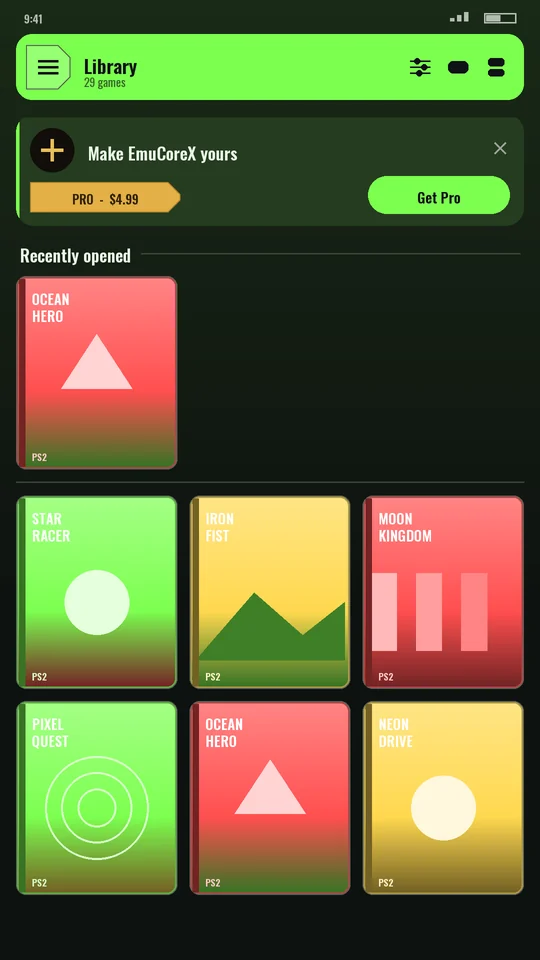 9:41
Library
29 games
Make EmuCoreX yours
PRO - $4.99
Get Pro
Recently opened
OCEAN
HERO
PS2
STAR
RACER
PS2
IRON
FIST
PS2
MOON
KINGDOM
PS2
PIXEL
QUEST
PS2
OCEAN
HERO
PS2
NEON
DRIVE
PS2